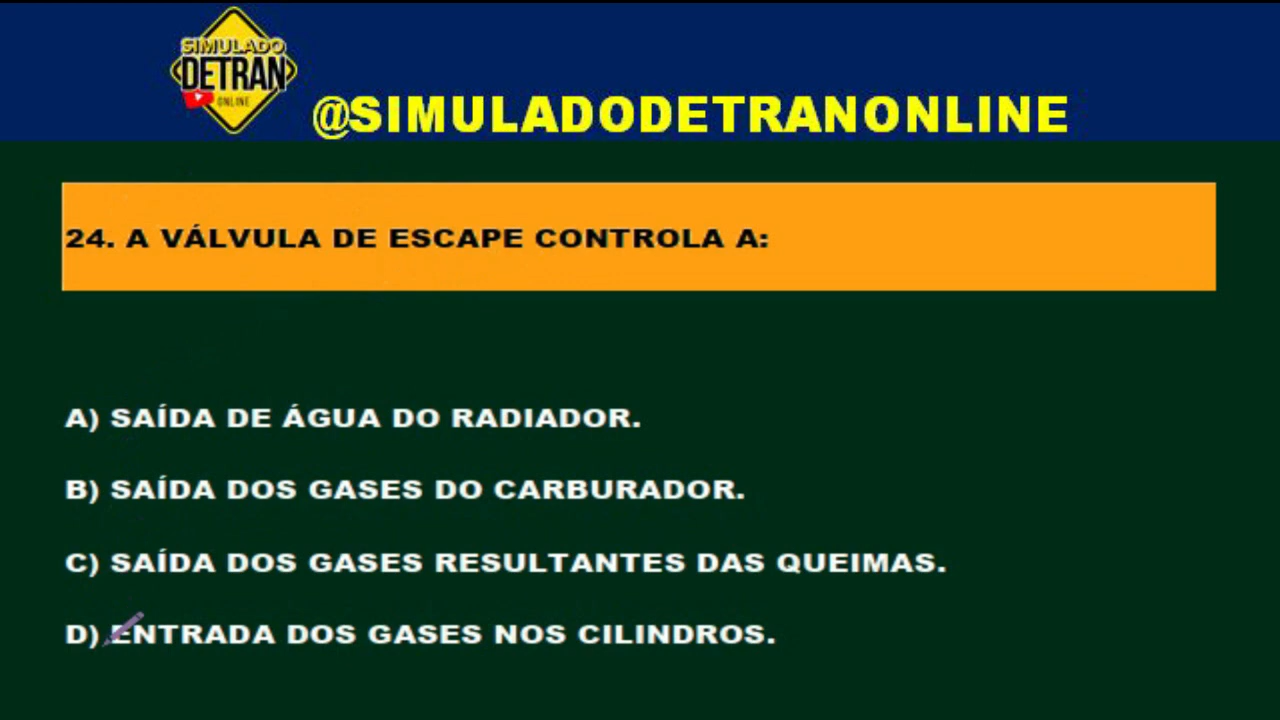 SIMULADO
DETRAN
ONLINE
@SIMULADODETRANONLINE
24. A VÁLVULA DE ESCAPE CONTROLA A:
A) SAÍDA DE ÁGUA DO RADIADOR.
B) SAÍDA DOS GASES DO CARBURADOR.
C) SAÍDA DOS GASES RESULTANTES DAS QUEIMAS.
D) ENTRADA DOS GASES NOS CILINDROS.